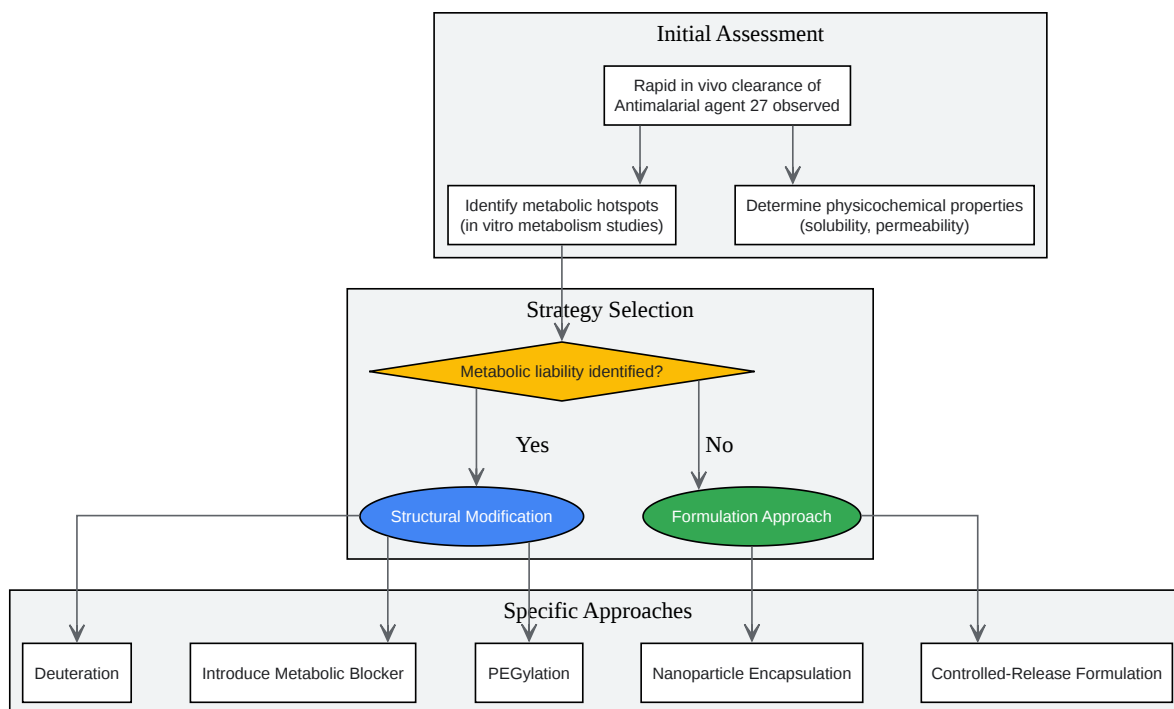 Initial Assessment
Rapid in vivo clearance of
Antimalarial agent 27 observed
Identify metabolic hotspots
(in vitro metabolism studies)
Determine physicochemical properties
(solubility, permeability)
Strategy Selection
Metabolic liability identified?
Yes
No
Structural Modification
Formulation Approach
Specific Approaches
Deuteration
Introduce Metabolic Blocker
PEGylation
Nanoparticle Encapsulation
Controlled-Release Formulation